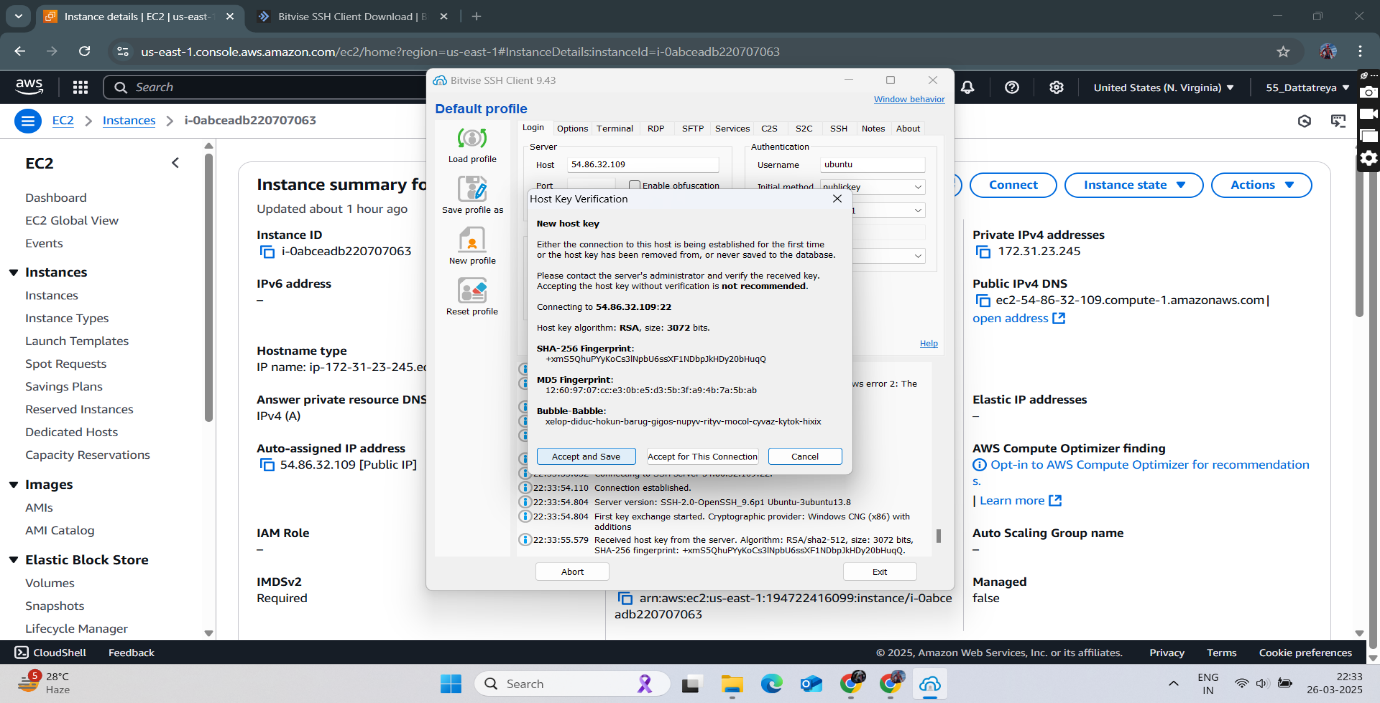 Instance details | EC2 | us-east-1
Bitvise SSH Client Download | B
us-east-1.console.aws.amazon.com/ec2/home?region=us-east-1#InstanceDetails:instanceId=i-0abceadb220707063
aws
Search
United States (N. Virginia)
55_Dattatreya
EC2
Instances
i-0abceadb220707063
EC2
Dashboard
EC2 Global View
Events
Instances
Instances
Instance Types
Launch Templates
Spot Requests
Savings Plans
Reserved Instances
Dedicated Hosts
Capacity Reservations
Images
AMIs
AMI Catalog
Elastic Block Store
Volumes
Snapshots
Lifecycle Manager
Instance summary fo
Updated about 1 hour ago
Connect
Instance state
Actions
Instance ID
i-0abceadb220707063
IPv6 address
–
Hostname type
IP name: ip-172-31-23-245.ec
Answer private resource DNS
IPv4 (A)
Auto-assigned IP address
54.86.32.109 [Public IP]
IAM Role
–
IMDSv2
Required
arn:aws:ec2:us-east-1:194722416099:instance/i-0abce
adb220707063
Private IPv4 addresses
172.31.23.245
Public IPv4 DNS
ec2-54-86-32-109.compute-1.amazonaws.com |
open address
Elastic IP addresses
–
AWS Compute Optimizer finding
Opt-in to AWS Compute Optimizer for recommendation
s.
| Learn more
Auto Scaling Group name
–
Managed
false
Bitvise SSH Client 9.43
Default profile
Window behavior
Load profile
Save profile as
New profile
Reset profile
Login Options Terminal RDP SFTP Services C2S S2C SSH Notes About
Server
Host 54.86.32.109
Port
Enable obfuscation
Authentication
Username ubuntu
Initial method publickey
1
Help
ws error 2: The
Host Key Verification
New host key
Either the connection to this host is being established for the first time
or the host key has been removed from, or never saved to the database.
Please contact the server's administrator and verify the received key.
Accepting the host key without verification is not recommended.
Connecting to 54.86.32.109:22
Host key algorithm: RSA, size: 3072 bits.
SHA-256 Fingerprint:
+xmS5QhuPYyKoCs3lNpbU6ssXF1NDbpJkHDy20bHuqQ
MD5 Fingerprint:
12:60:97:07:cc:e3:0b:e5:d3:5b:3f:a9:4b:7a:5b:ab
Bubble-Babble:
xelop-diduc-hokun-barug-gigos-nupyv-rityv-mocol-cyvaz-kytok-hixix
Accept and Save
Accept for This Connection
Cancel
22:33:54.110 Connection established.
22:33:54.804 Server version: SSH-2.0-OpenSSH_9.6p1 Ubuntu-3ubuntu13.8
22:33:54.804 First key exchange started. Cryptographic provider: Windows CNG (x86) with
additions
22:33:55.579 Received host key from the server. Algorithm: RSA/sha2-512, size: 3072 bits,
SHA-256 fingerprint: +xmS5QhuPYyKoCs3lNpbU6ssXF1NDbpJkHDy20bHuqQ.
Abort
Exit
CloudShell
Feedback
© 2025, Amazon Web Services, Inc. or its affiliates.
Privacy
Terms
Cookie preferences
5
28°C
Haze
Search
ENG
IN
22:33
26-03-2025